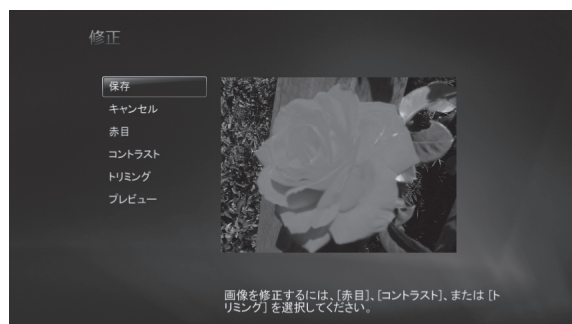 修正
保存
キャンセル
赤目
コントラスト
トリミング
プレビュー
画像を修正するには、[赤目]、[コントラスト]、または [ト
リミング] を選択してください。